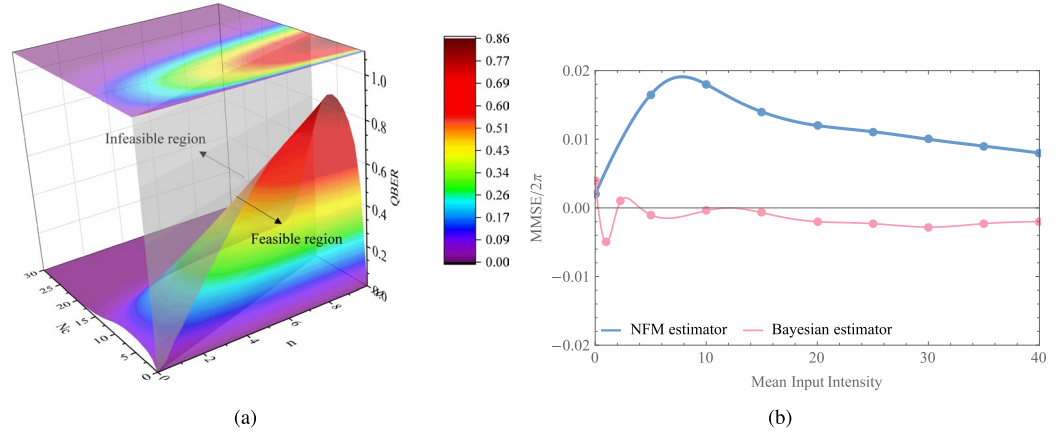 Infeasible region
Feasible region
1.0
0.8
0.6
0.4
0.2
QBER
30
25
20
15
10
5
0
Nc
0
2
4
6
8
n
0.86
0.77
0.69
0.60
0.51
0.43
0.34
0.26
0.17
0.09
0.00
(a)
0.02
0.01
0.00
−0.01
−0.02
MMSE/2π
NFM estimator
Bayesian estimator
0 10 20 30 40
Mean Input Intensity
(b)